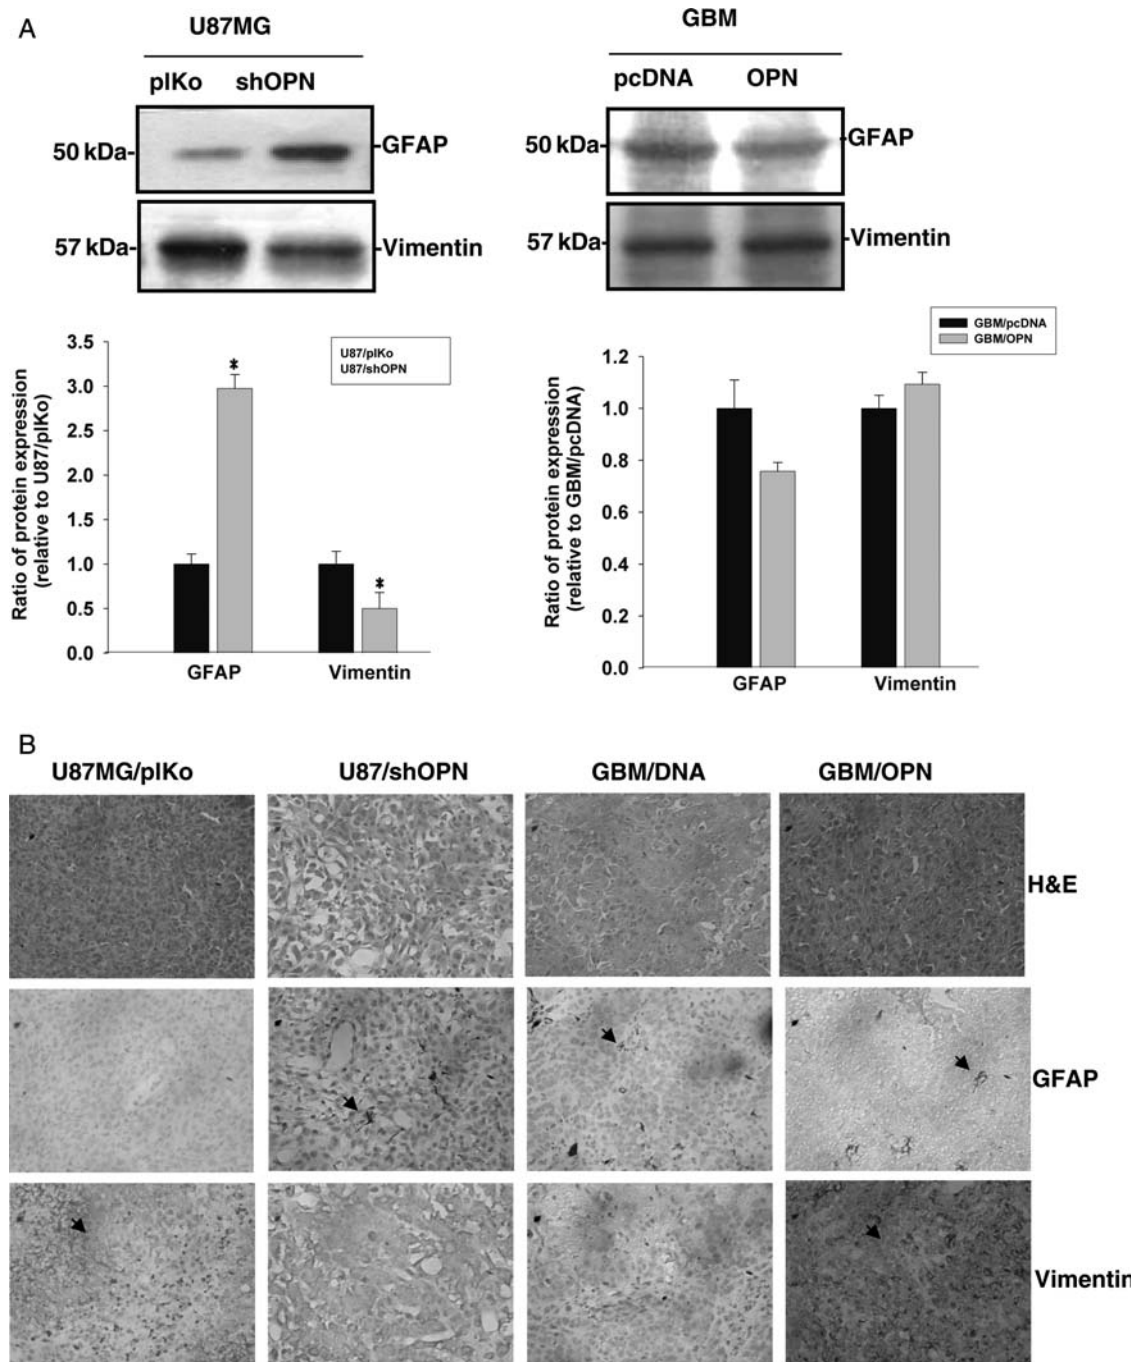 A
U87MG
plKo shOPN
50 kDa-
-GFAP
57 kDa-
-Vimentin
GBM
pcDNA OPN
50 kDa-
-GFAP
57 kDa-
-Vimentin
Ratio of protein expression
(relative to U87/plKo)
3.5
3.0
2.5
2.0
1.5
1.0
0.5
0.0
U87/plKo
U87/shOPN
*
*
GFAP Vimentin
Ratio of protein expression
(relative to GBM/pcDNA)
1.2
1.0
0.8
0.6
0.4
0.2
0.0
GBM/pcDNA
GBM/OPN
GFAP Vimentin
B
U87MG/plKo U87/shOPN GBM/DNA GBM/OPN
H&E
GFAP
Vimentin